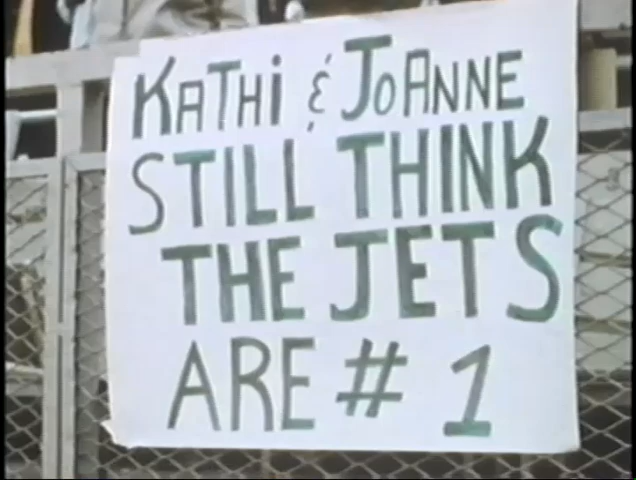 KATHi & JOANNE
STILL THINK
THE JETS
ARE # 1